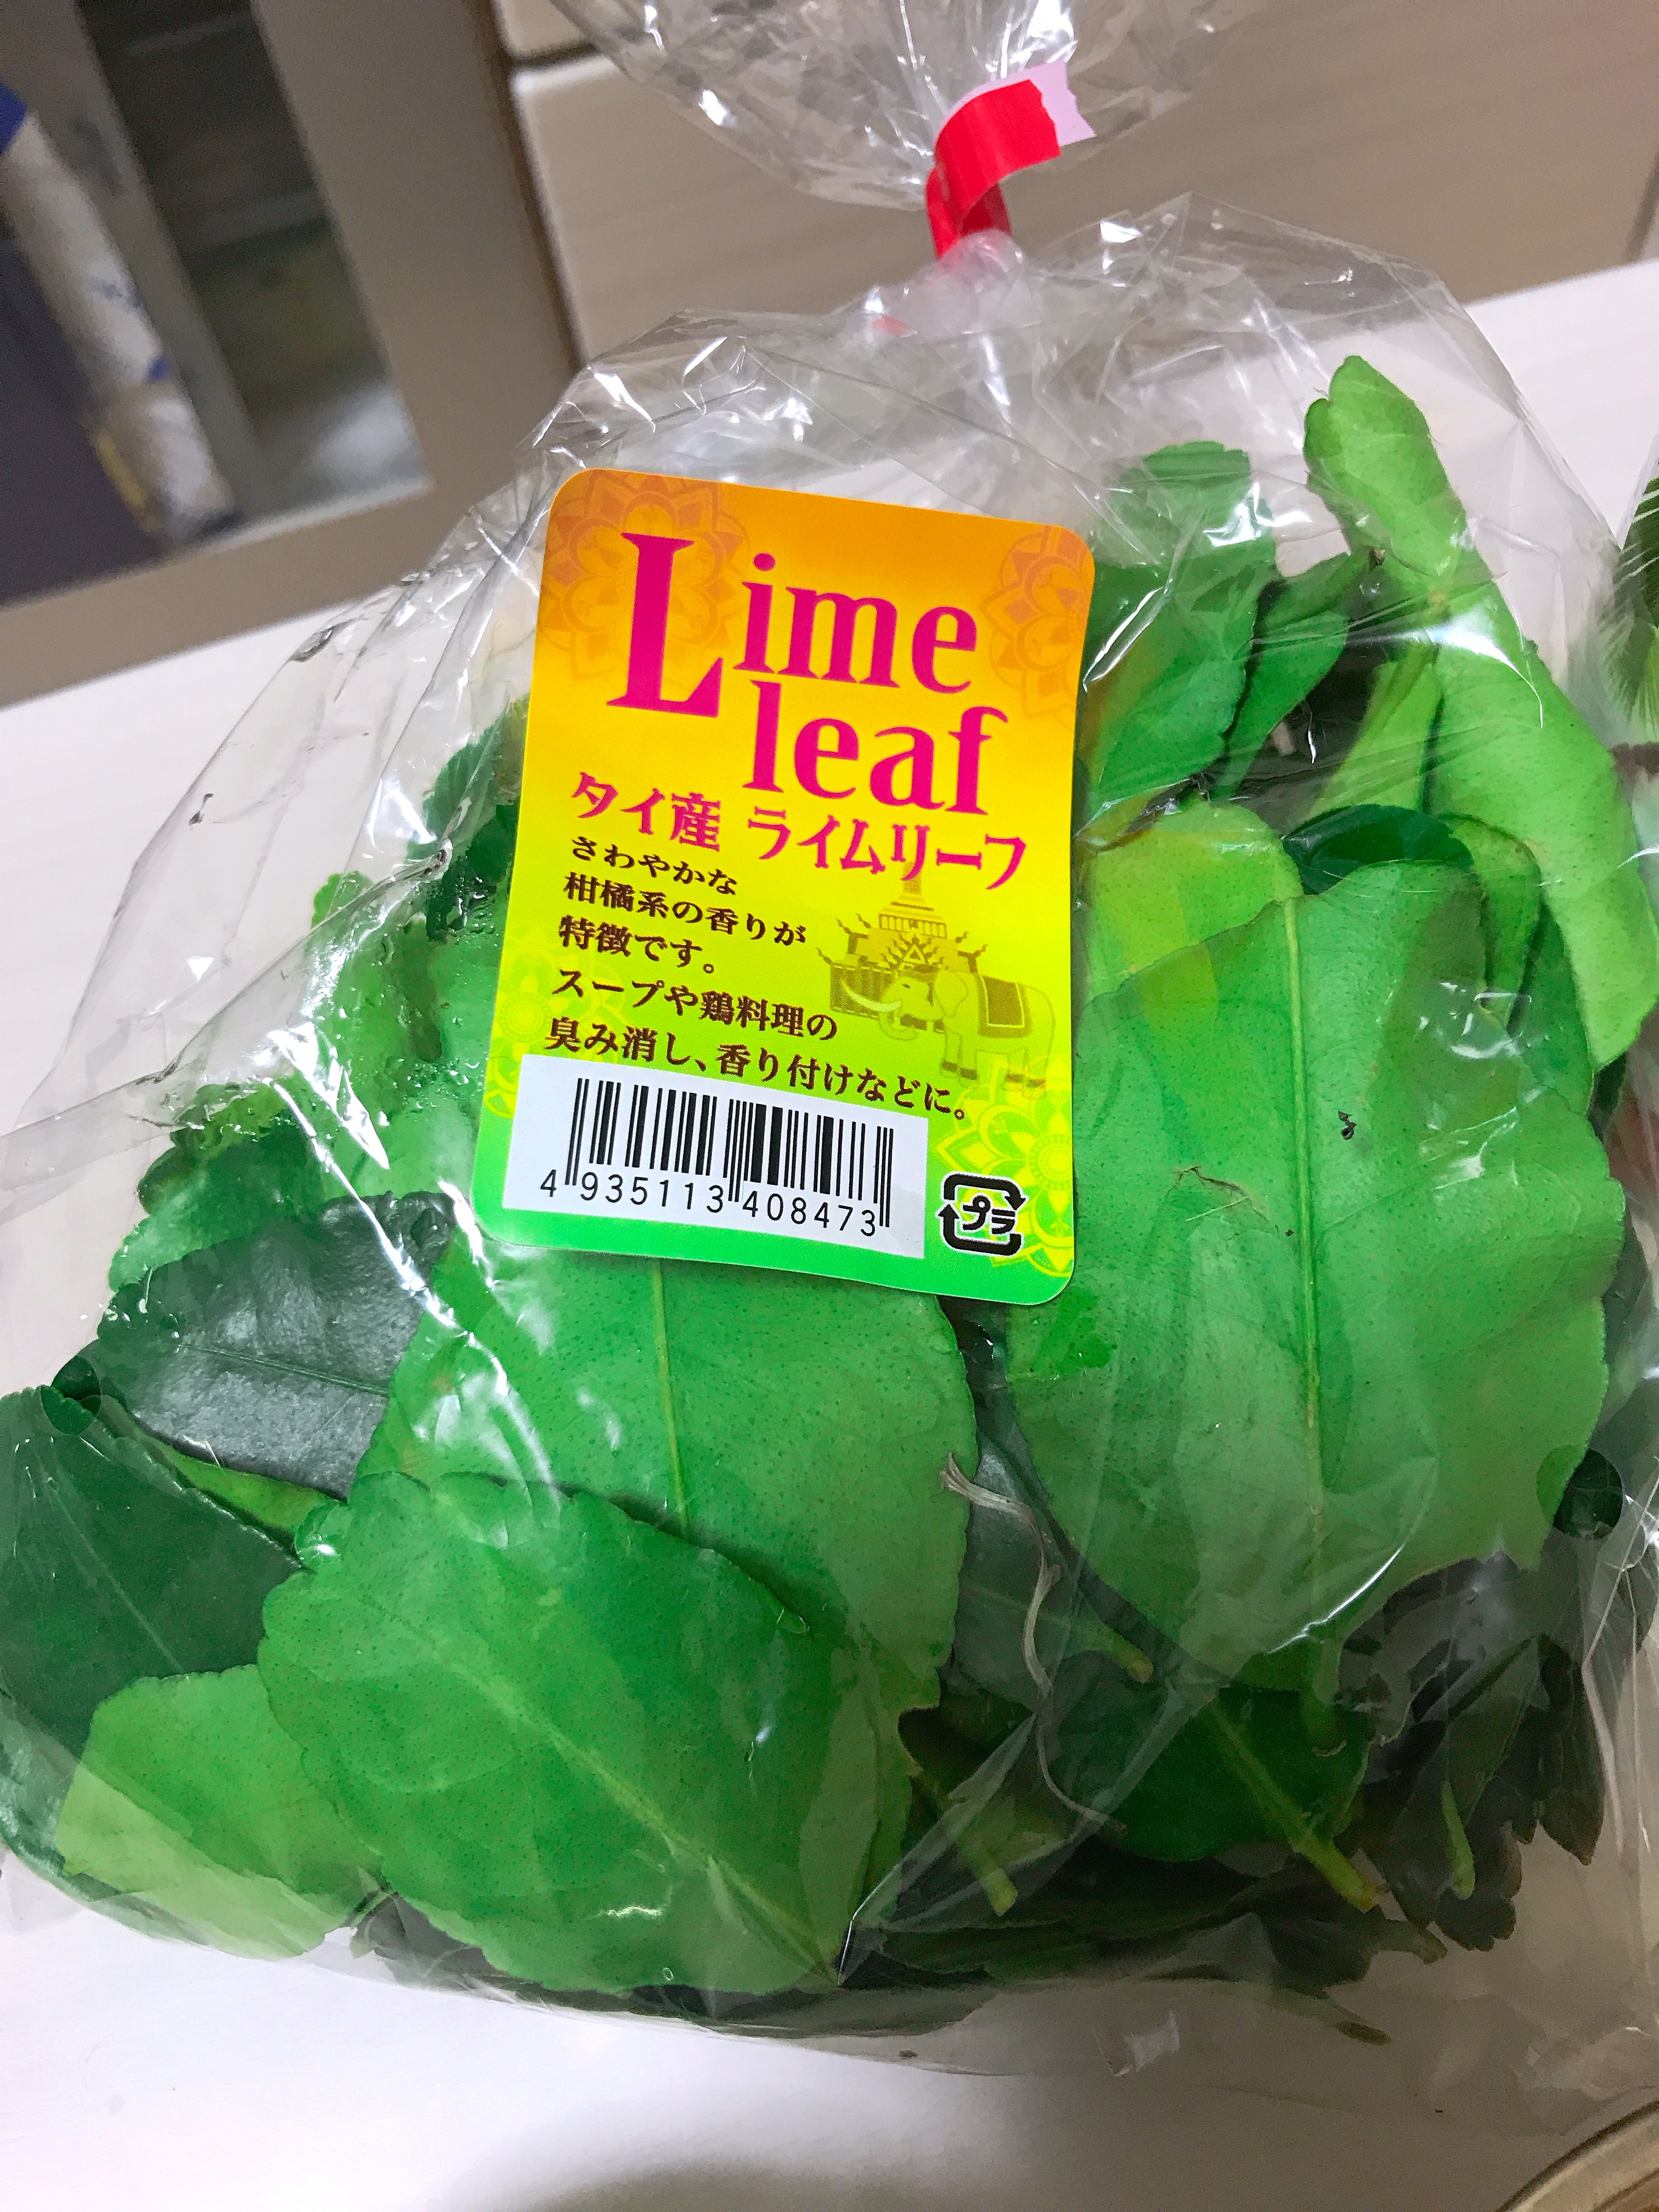 Lime
leaf
タイ産 ライムリーフ
さわやかな
柑橘系の香りが
特徴です。
スープや鶏料理の
臭み消し、香り付けなどに。
4 935113 408473
プラ